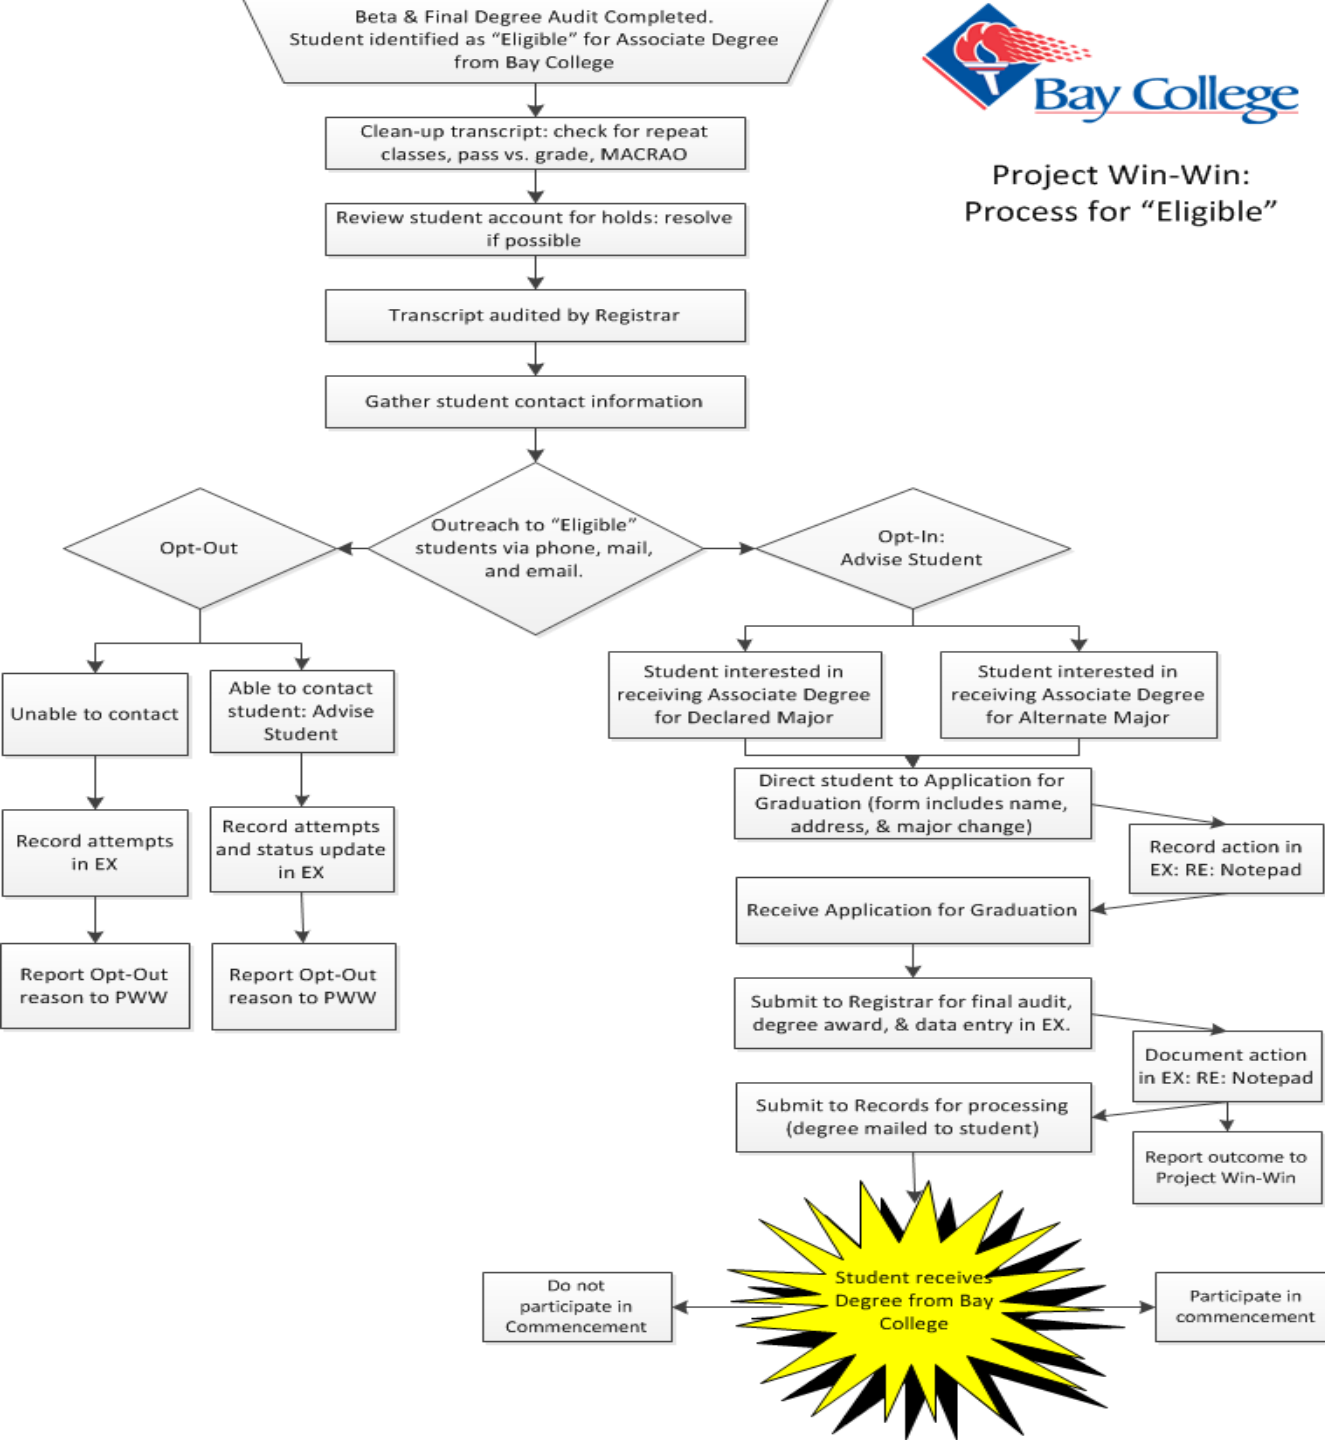 Beta & Final Degree Audit Completed.
Student identified as “Eligible” for Associate Degree
from Bay College
Bay College
Project Win-Win:
Process for “Eligible”
Clean-up transcript: check for repeat
classes, pass vs. grade, MACRAO
Review student account for holds: resolve
if possible
Transcript audited by Registrar
Gather student contact information
Outreach to “Eligible”
students via phone, mail,
and email.
Opt-Out
Opt-In:
Advise Student
Unable to contact
Able to contact
student: Advise
Student
Record attempts
in EX
Record attempts
and status update
in EX
Report Opt-Out
reason to PWW
Report Opt-Out
reason to PWW
Student interested in
receiving Associate Degree
for Declared Major
Student interested in
receiving Associate Degree
for Alternate Major
Direct student to Application for
Graduation (form includes name,
address, & major change)
Record action in
EX: RE: Notepad
Receive Application for Graduation
Submit to Registrar for final audit,
degree award, & data entry in EX.
Document action
in EX: RE: Notepad
Submit to Records for processing
(degree mailed to student)
Report outcome to
Project Win-Win
Student receives
Degree from Bay
College
Do not
participate in
Commencement
Participate in
commencement